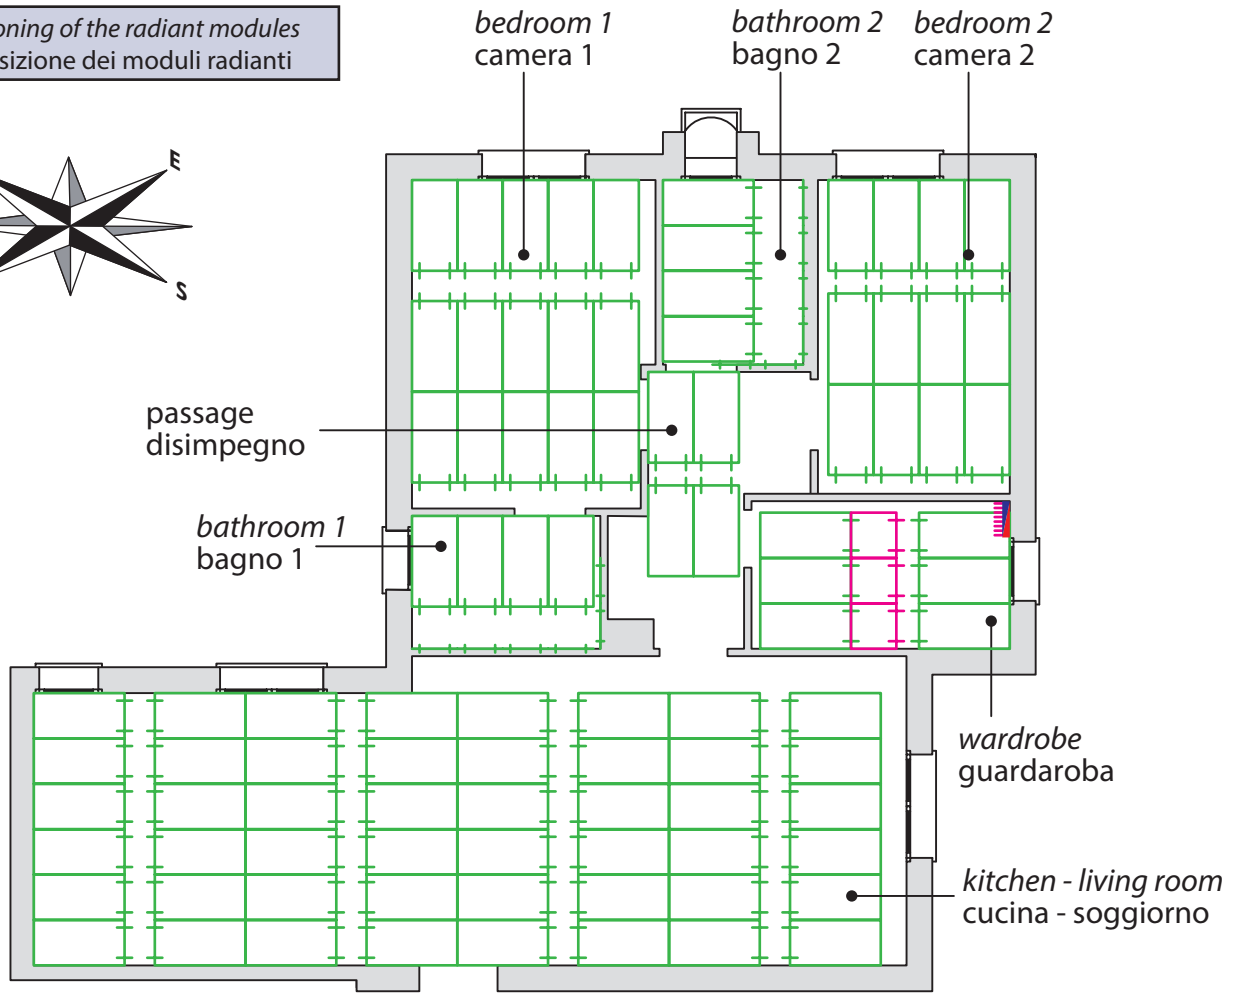 oning of the radiant modules
sizione dei moduli radianti
bedroom 1
camera 1
bathroom 2
bagno 2
bedroom 2
camera 2
E
S
passage
disimpegno
bathroom 1
bagno 1
wardrobe
guardaroba
kitchen - living room
cucina - soggiorno